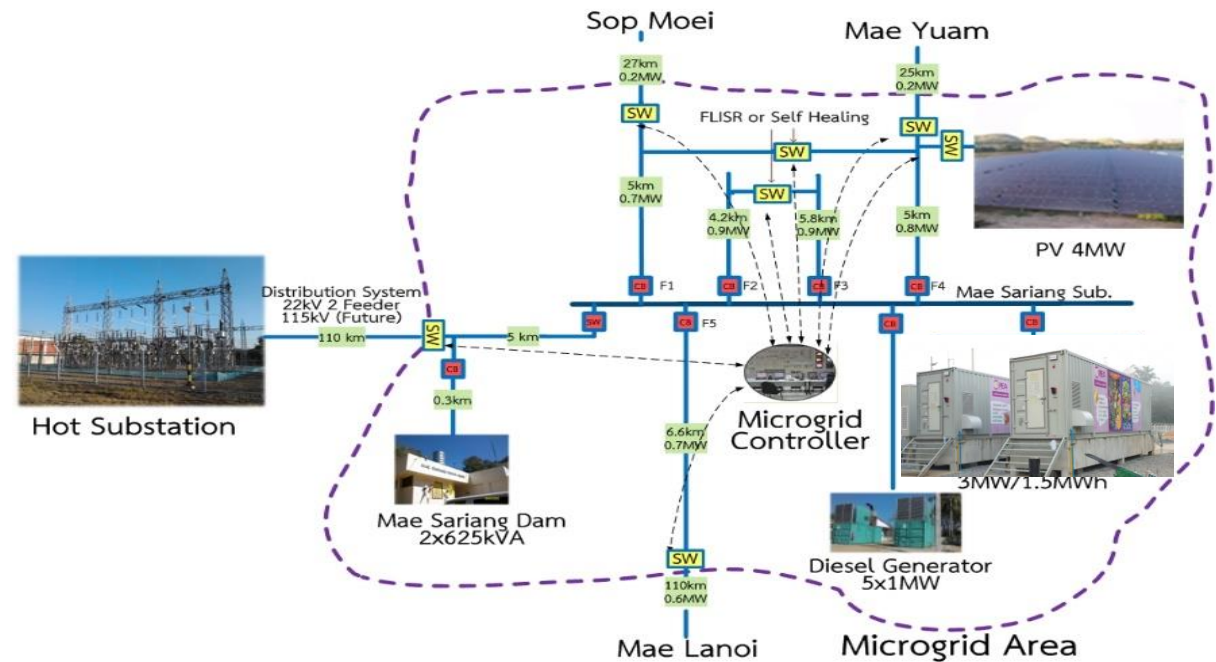 Sop Moei
Mae Yuam
27km
0.2MW
25km
0.2MW
SW
FLISR or Self Healing
SW
SW
SW
SW
5km
0.7MW
4.2km
0.9MW
5.8km
0.9MW
5km
0.8MW
PV 4MW
CB
F1
CB
F2
CB
F3
CB
F4
Mae Sariang Sub.
Distribution System
22kV 2 Feeder
115kV (Future)
110 km
SW
5 km
SW
CB
F5
CB
CB
CB
0.3km
Hot Substation
Microgrid
Controller
6.6km
0.7MW
3MW/1.5MWh
Mae Sariang Dam
2x625kVA
Diesel Generator
5x1MW
SW
110km
0.6MW
Mae Lanoi
Microgrid Area